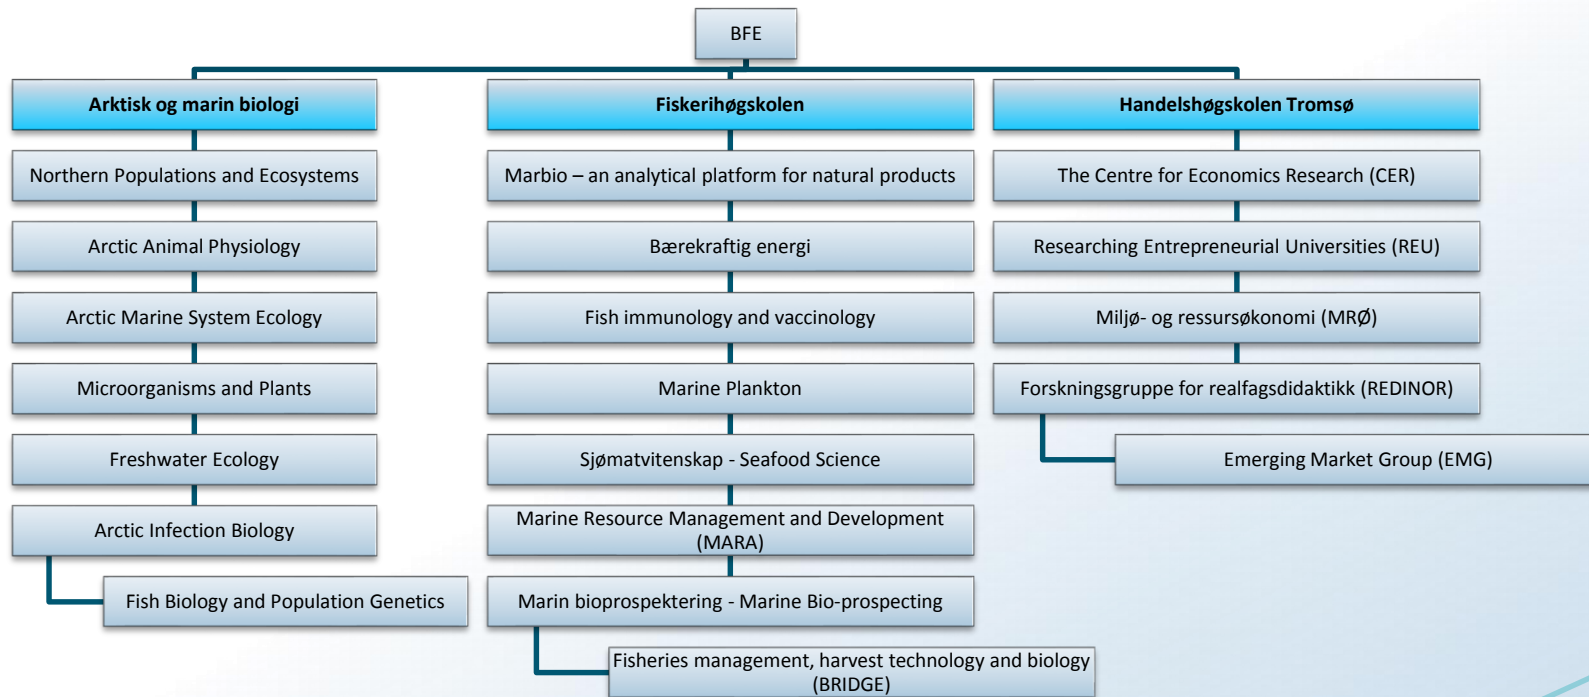 BFE
Arktisk og marin biologi
Northern Populations and Ecosystems
Arctic Animal Physiology
Arctic Marine System Ecology
Microorganisms and Plants
Freshwater Ecology
Arctic Infection Biology
Fish Biology and Population Genetics
Fiskerihøgskolen
Marbio – an analytical platform for natural products
Bærekraftig energi
Fish immunology and vaccinology
Marine Plankton
Sjømatvitenskap - Seafood Science
Marine Resource Management and Development
(MARA)
Marin bioprospektering - Marine Bio-prospecting
Fisheries management, harvest technology and biology
(BRIDGE)
Handelshøgskolen Tromsø
The Centre for Economics Research (CER)
Researching Entrepreneurial Universities (REU)
Miljø- og ressursøkonomi (MRØ)
Forskningsgruppe for realfagsdidaktikk (REDINOR)
Emerging Market Group (EMG)